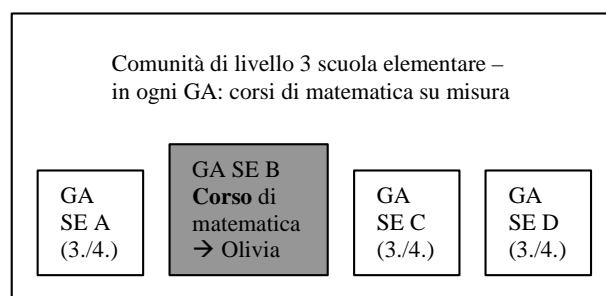 Comunità di livello 3 scuola elementare –
in ogni GA: corsi di matematica su misura
GA
SE A
(3./4.)
GA SE B
Corso di
matematica
→ Olivia
GA
SE C
(3./4.)
GA
SE D
(3./4.)